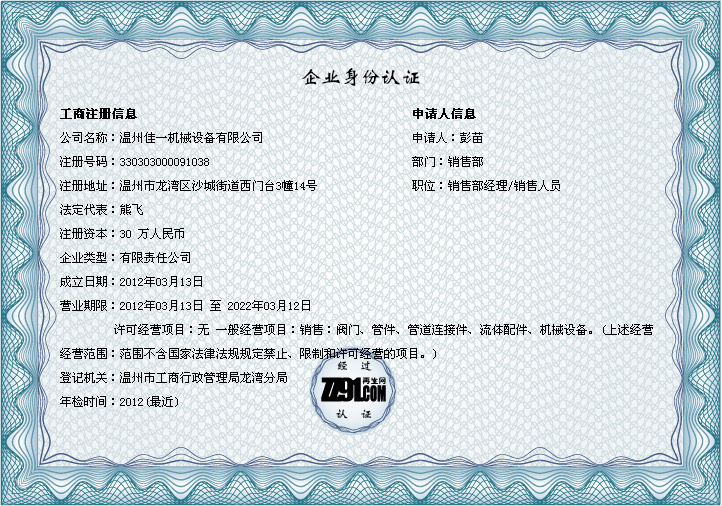 企业身份认证
工商注册信息
申请人信息
公司名称：温州佳一机械设备有限公司
申请人：彭苗
注册号码：330303000091038
部门：销售部
注册地址：温州市龙湾区沙城街道西门台3幢14号
职位：销售部经理/销售人员
法定代表：熊飞
注册资本：30 万人民币
企业类型：有限责任公司
成立日期：2012年03月13日
营业期限：2012年03月13日 至 2022年03月12日
许可经营项目：无 一般经营项目：销售：阀门、管件、管道连接件、流体配件、机械设备。(上述经营
经营范围：范围不含国家法律法规规定禁止、限制和许可经营的项目。)
登记机关：温州市工商行政管理局龙湾分局
年检时间：2012(最近)
经 过
ZZ91再生网.COM
认 证